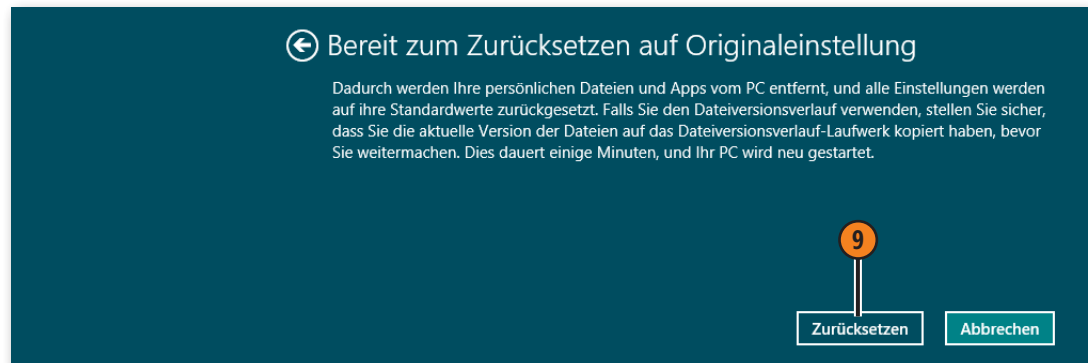 Bereit zum Zurücksetzen auf Originaleinstellung
Dadurch werden Ihre persönlichen Dateien und Apps vom PC entfernt, und alle Einstellungen werden
auf ihre Standardwerte zurückgesetzt. Falls Sie den Dateiversionsverlauf verwenden, stellen Sie sicher,
dass Sie die aktuelle Version der Dateien auf das Dateiversionsverlauf-Laufwerk kopiert haben, bevor
Sie weitermachen. Dies dauert einige Minuten, und Ihr PC wird neu gestartet.
9
Zurücksetzen Abbrechen